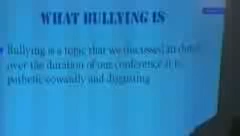 WHAT BULLYING IS
Bullying is a topic that we discussed in
over the duration of our conference it is
pathetic cowardly and disgusting